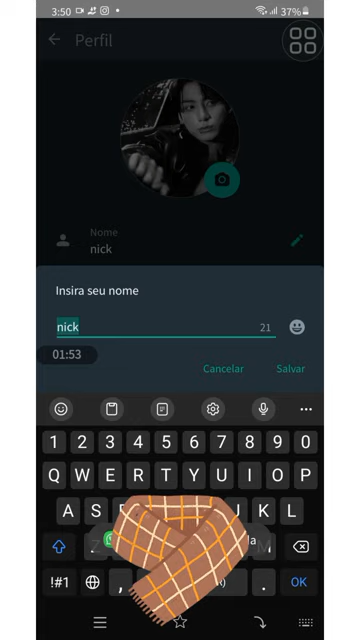 3:50
37%
Perfil
Nome
nick
Insira seu nome
nick
21
01:53
Cancelar
Salvar
1 2 3 4 5 6 7 8 9 0
Q W E R T Y U I O P
A S K L
Z M
!#1 , . OK